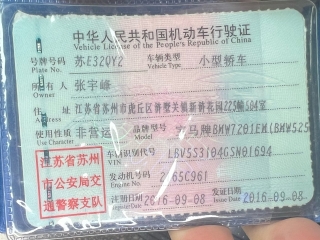 中华人民共和国机动车行驶证
Vehicle License of the People's Republic of China
号牌号码 苏E32QY2 车辆类型 小型轿车
Plate No. Vehicle Type
所有人 张宇峰
Owner
住址 江苏省苏州市虎丘区浒墅关镇新浒花园225幢504室
Address
使用性质 非营运 品牌型号 宝马牌BMW7201EM(BMW525
Use Character Model
江苏省苏州
市公安局交
通警察支队
车辆识别代号 LBV5S3104GSN01694
VIN
发动机号码 65C961
Engine No.
注册日期 2016-09-08 发证日期 2016-09-08
Register Date Issue Date